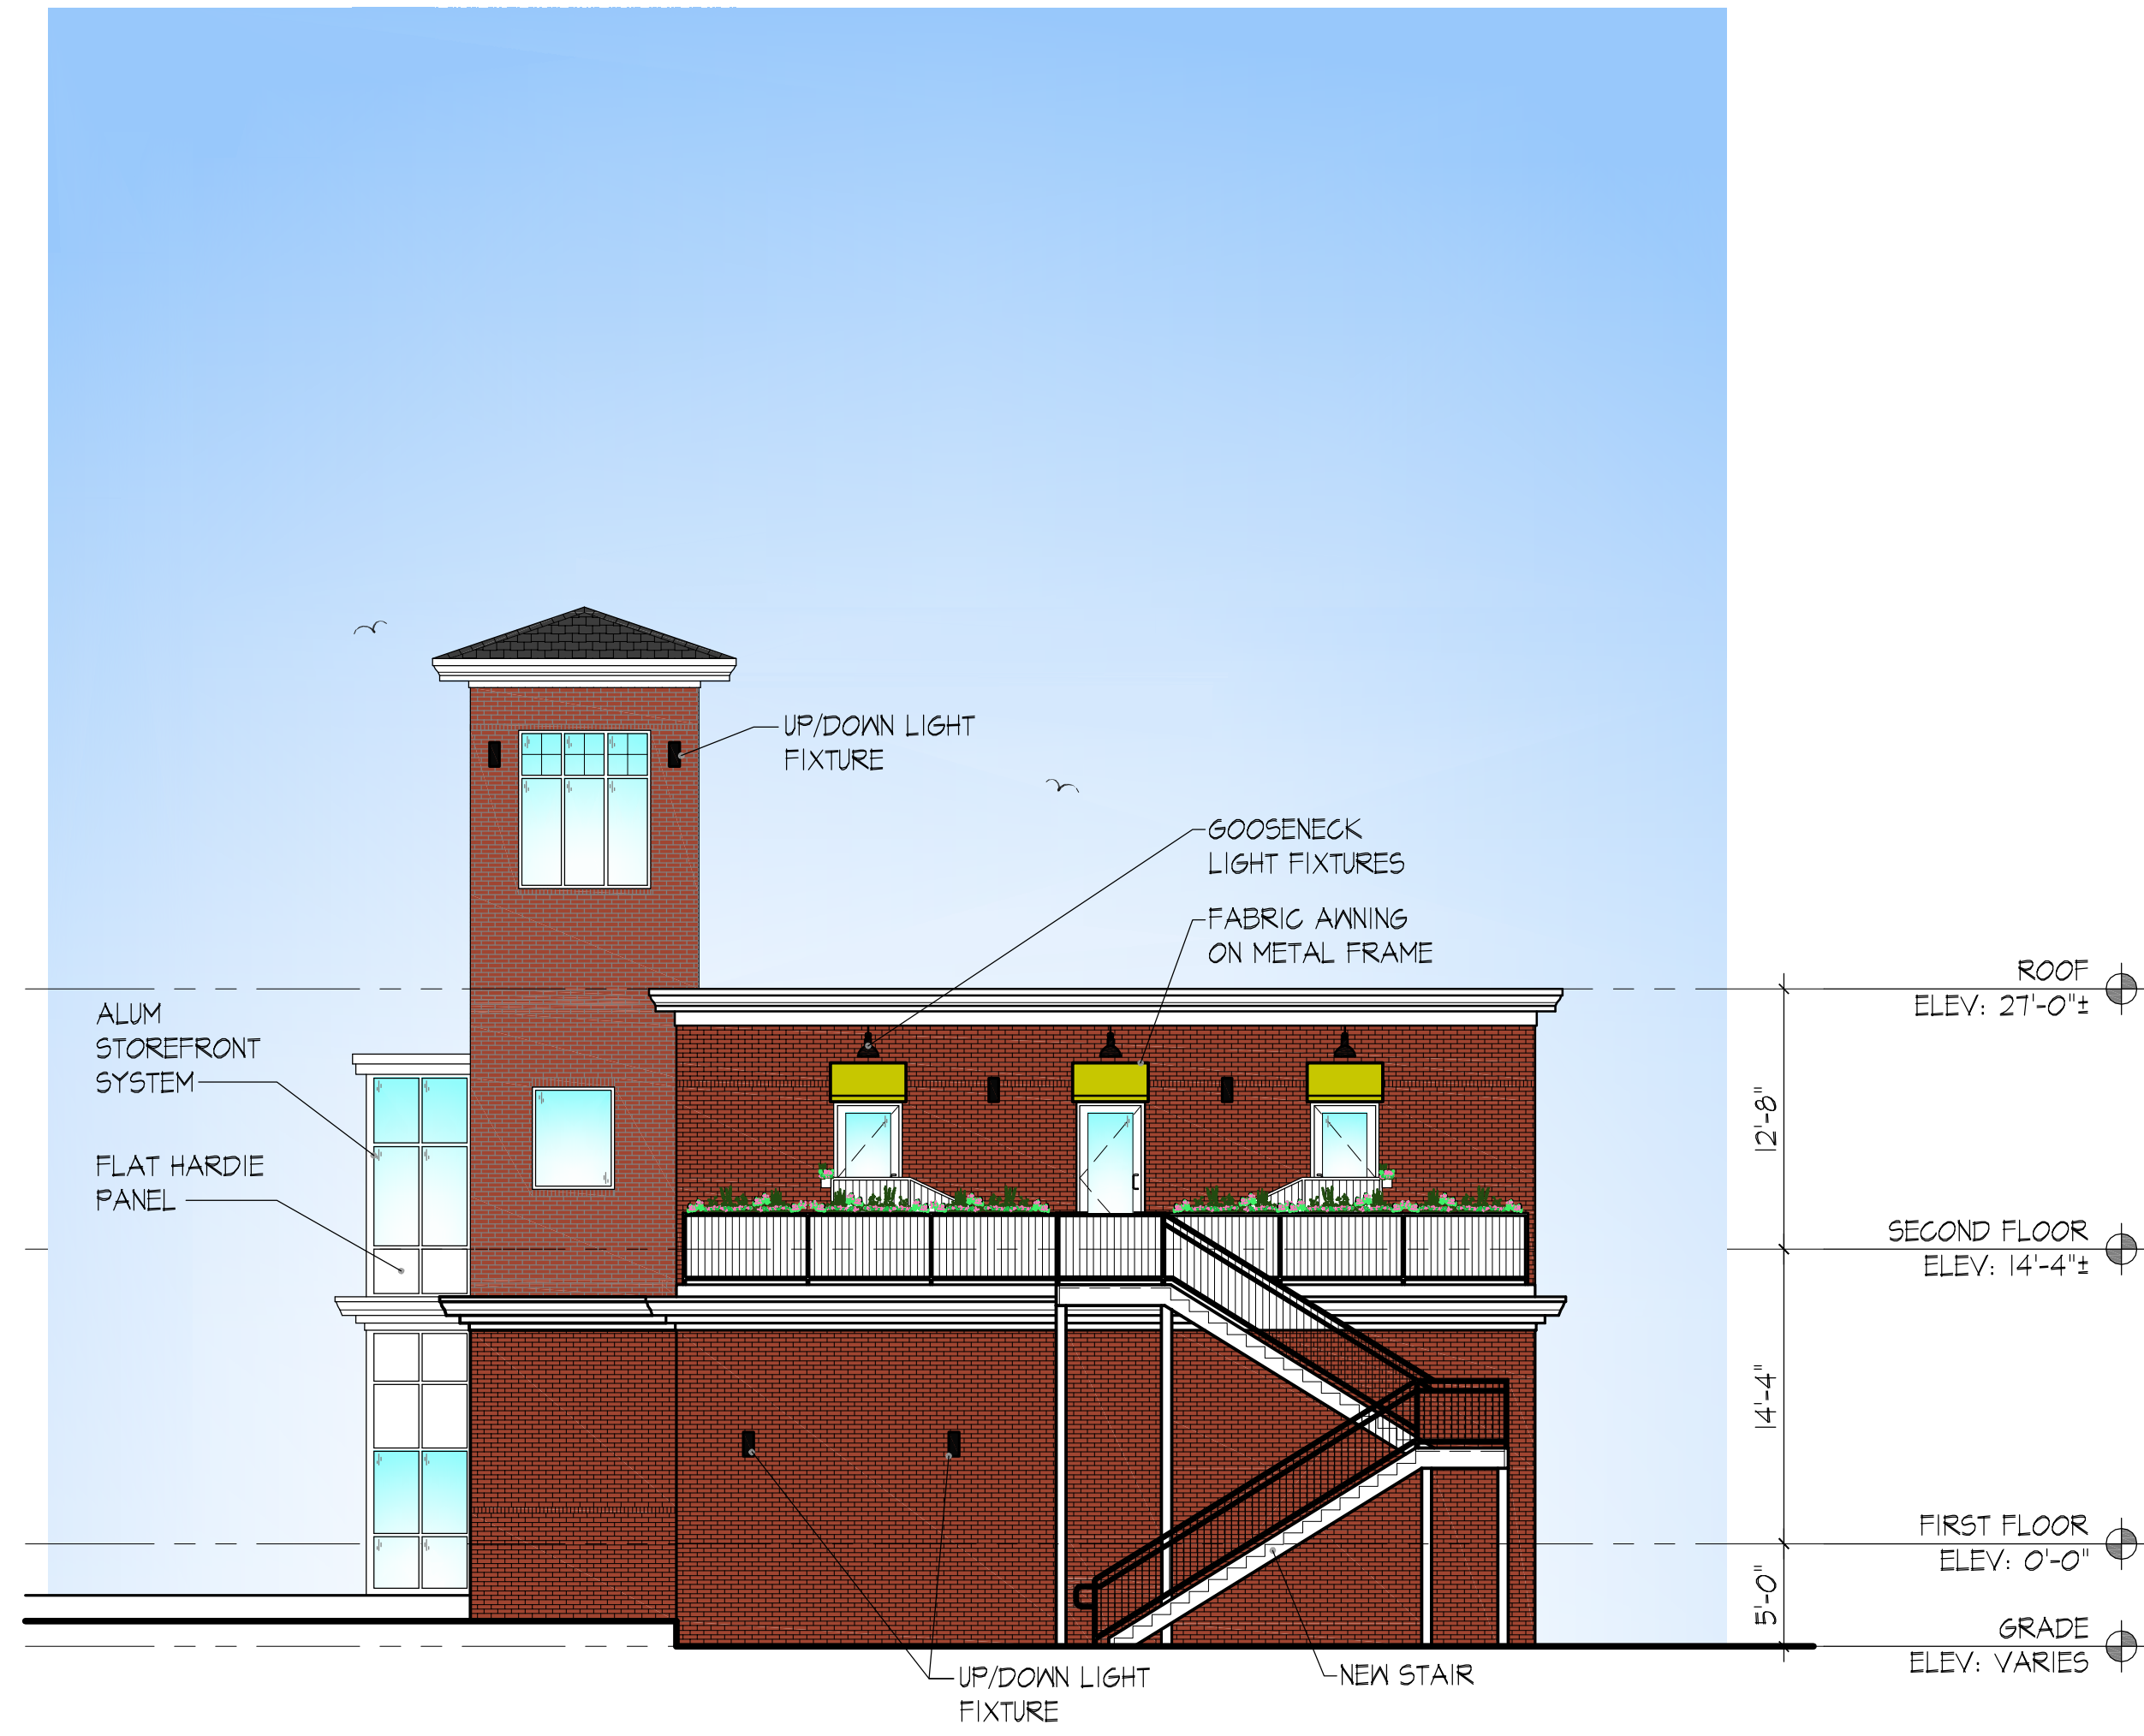 UP/DOWN LIGHT
FIXTURE
GOOSENECK
LIGHT FIXTURES
FABRIC AWNING
ON METAL FRAME
ALUM
STOREFRONT
SYSTEM
FLAT HARDIE
PANEL
ROOF
ELEV: 27'-0"±
12'-8"
SECOND FLOOR
ELEV: 14'-4"±
14'-4"
FIRST FLOOR
ELEV: 0'-0"
5'-0"
GRADE
ELEV: VARIES
UP/DOWN LIGHT
FIXTURE
NEW STAIR